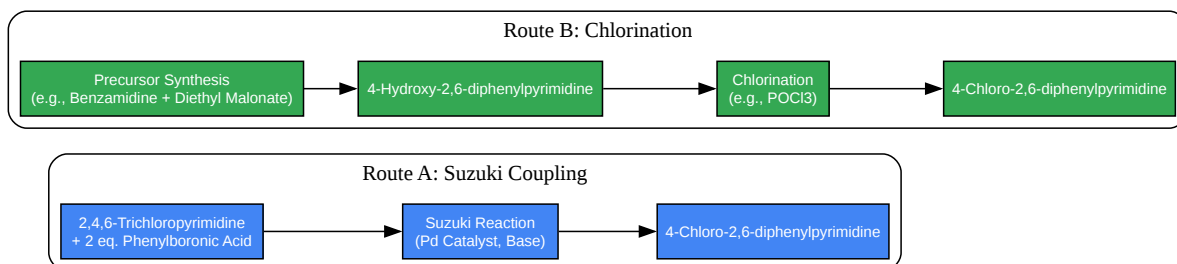 Route B: Chlorination
Precursor Synthesis
(e.g., Benzamidine + Diethyl Malonate)
4-Hydroxy-2,6-diphenylpyrimidine
Chlorination
(e.g., POCl3)
4-Chloro-2,6-diphenylpyrimidine
Route A: Suzuki Coupling
2,4,6-Trichloropyrimidine
+ 2 eq. Phenylboronic Acid
Suzuki Reaction
(Pd Catalyst, Base)
4-Chloro-2,6-diphenylpyrimidine